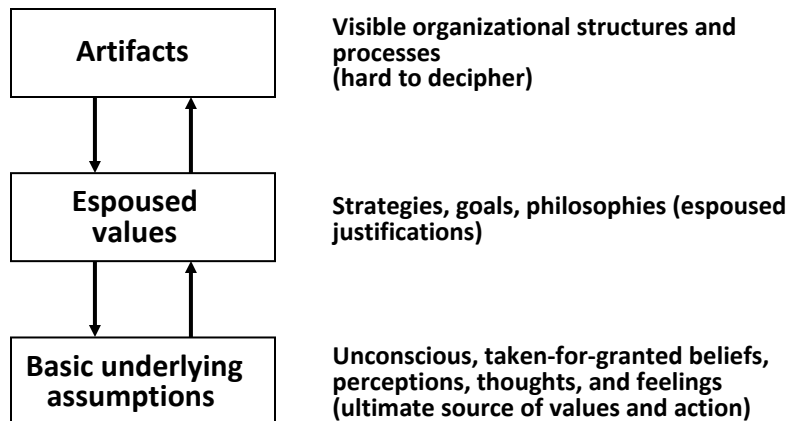 Artifacts
Visible organizational structures and
processes
(hard to decipher)
Espoused
values
Strategies, goals, philosophies (espoused
justifications)
Basic underlying
assumptions
Unconscious, taken-for-granted beliefs,
perceptions, thoughts, and feelings
(ultimate source of values and action)